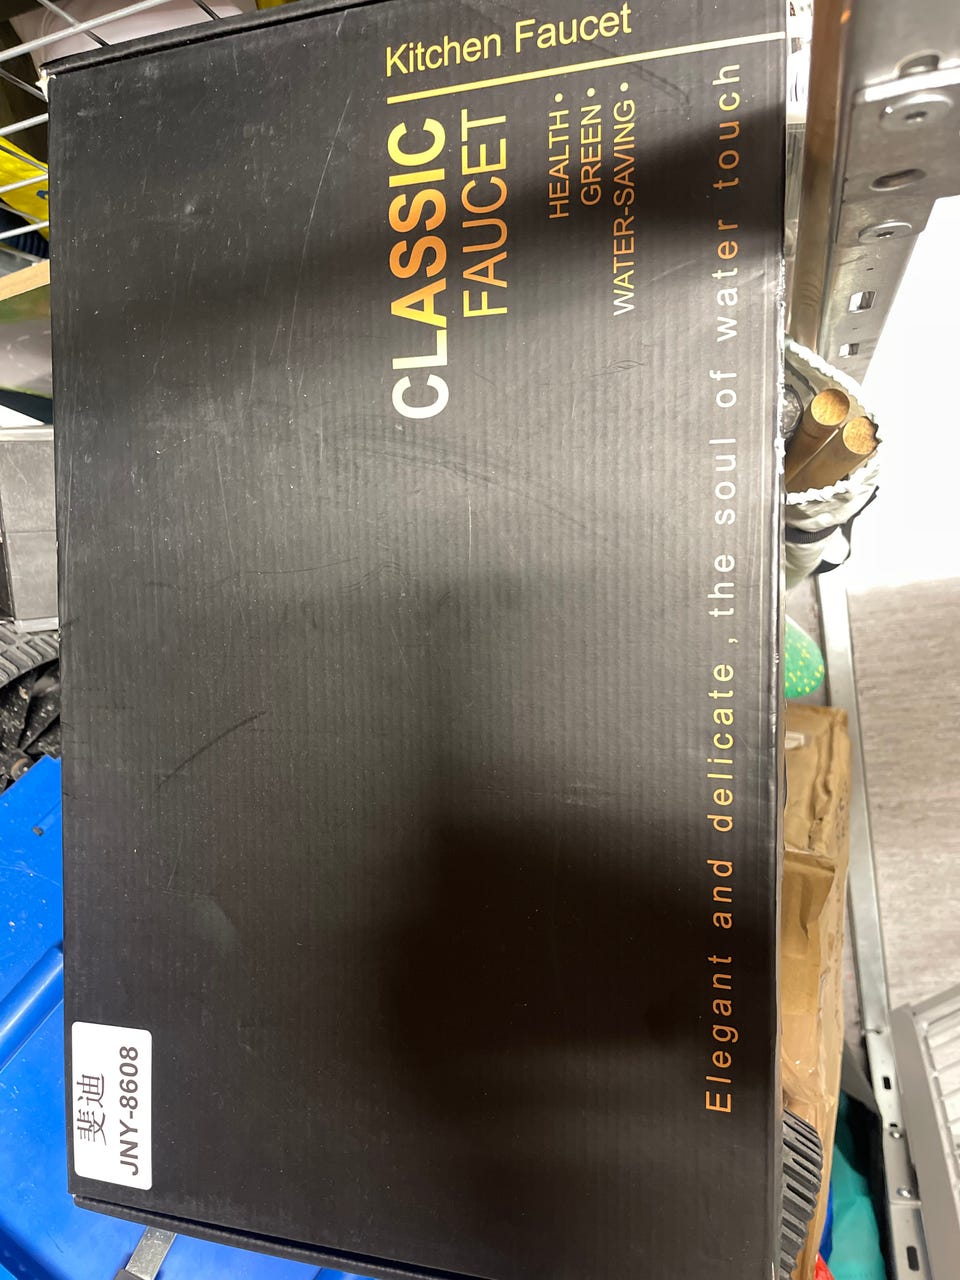 Kitchen Faucet
CLASSIC
FAUCET
HEALTH•
GREEN•
WATER-SAVING•
Elegant and delicate, the soul of water touch
斐迪
JNY-8608